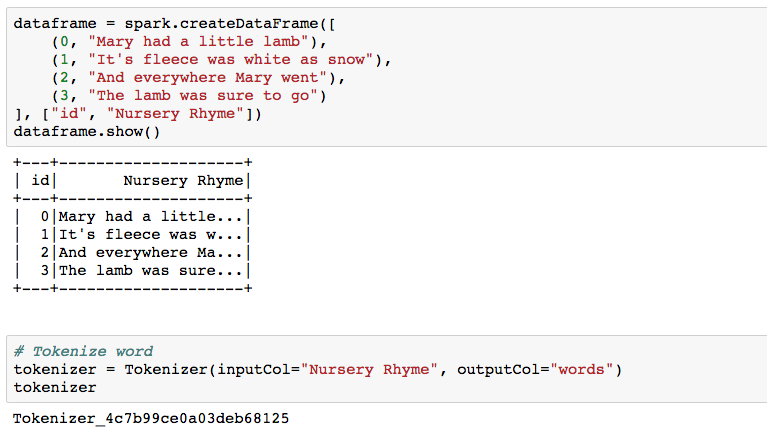 dataframe = spark.createDataFrame([
    (0, "Mary had a little lamb"),
    (1, "It's fleece was white as snow"),
    (2, "And everywhere Mary went"),
    (3, "The lamb was sure to go")
], ["id", "Nursery Rhyme"])
dataframe.show()
+---+--------------------+
| id|       Nursery Rhyme|
+---+--------------------+
|  0|Mary had a little...|
|  1|It's fleece was w...|
|  2|And everywhere Ma...|
|  3|The lamb was sure...|
+---+--------------------+
# Tokenize word
tokenizer = Tokenizer(inputCol="Nursery Rhyme", outputCol="words")
tokenizer
Tokenizer_4c7b99ce0a03deb68125